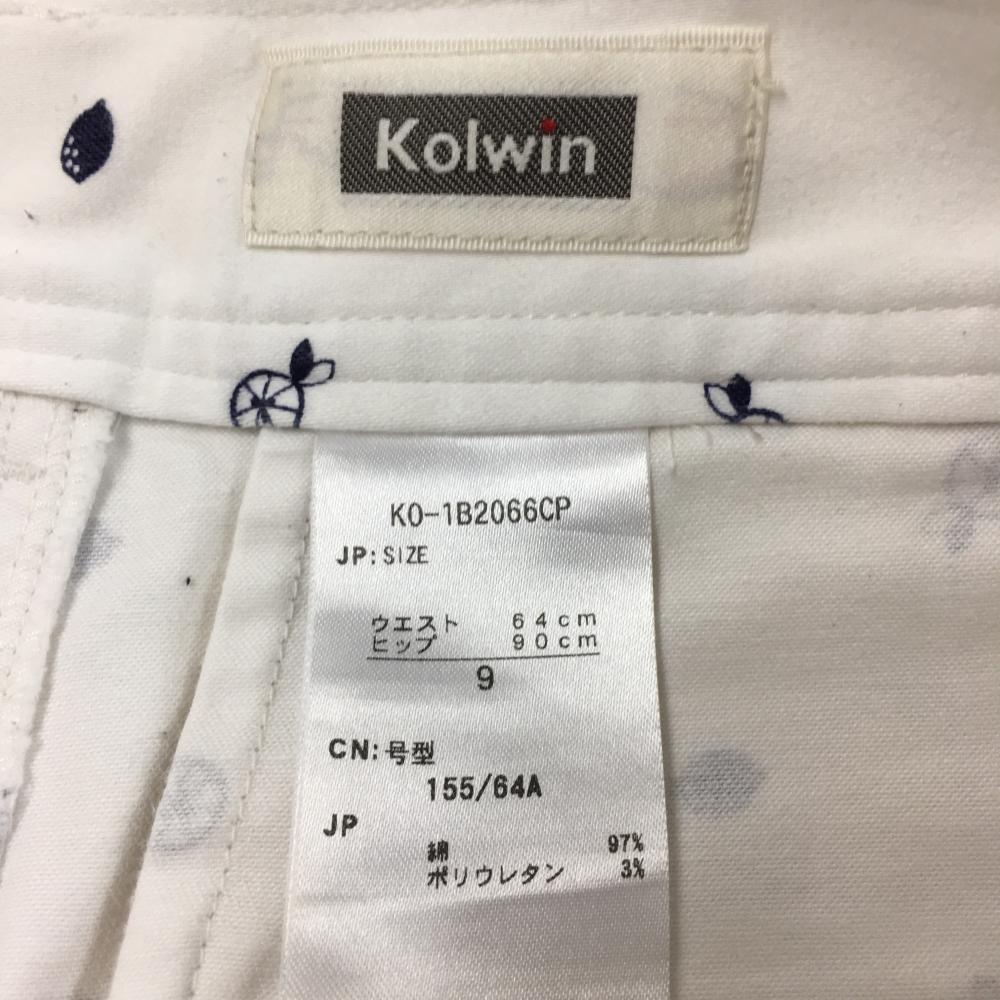 Kolwin
KO-1B2066CP
JP: SIZE
ウエスト 64cm
ヒップ 90cm
9
CN: 号型
155/64A
JP
綿 97%
ポリウレタン 3%